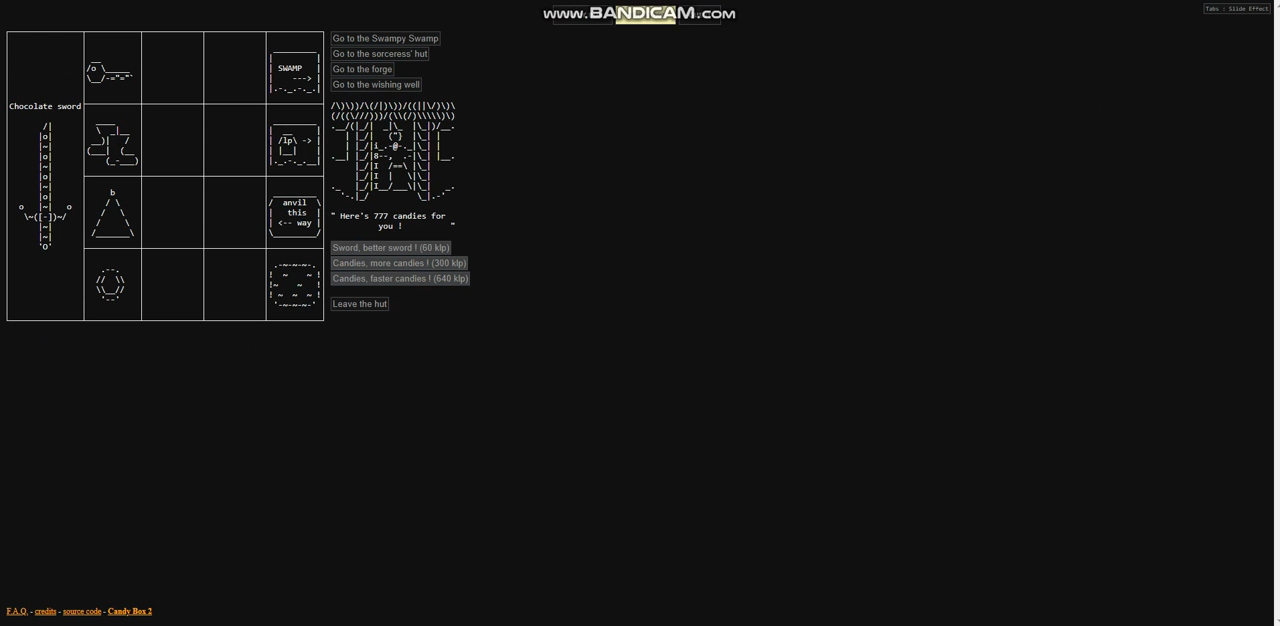 www.BANDICAM.com
Tabs : Slide Effect
Chocolate sword
SWAMP
--->
/lp\ ->
anvil
this
<-- way
Go to the Swampy Swamp
Go to the sorceress' hut
Go to the forge
Go to the wishing well
" Here's 777 candies for
you ! "
Sword, better sword ! (60 klp)
Candies, more candies ! (300 klp)
Candies, faster candies ! (640 klp)
Leave the hut
F.A.Q. - credits - source code - Candy Box 2